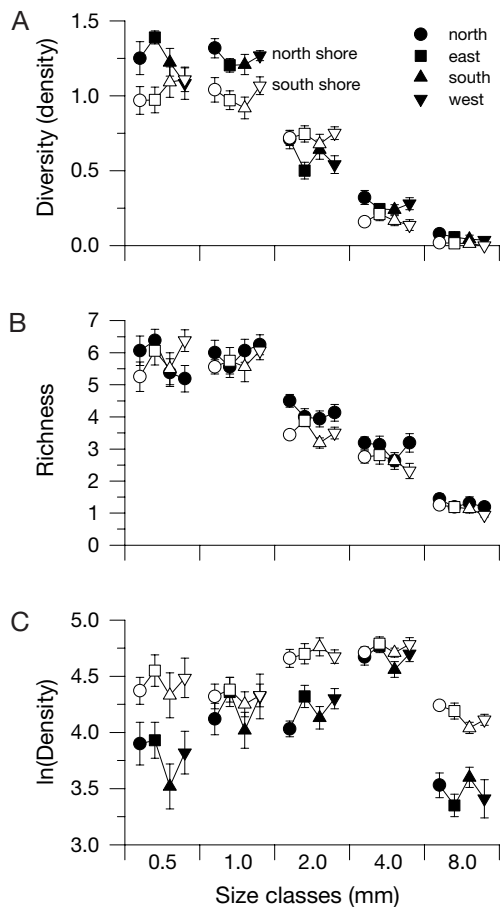 A
Diversity (density)
1.5
1.0
0.5
0.0
north shore
south shore
north
east
south
west
B
Richness
7
6
5
4
3
2
1
0
C
ln(Density)
5.0
4.5
4.0
3.5
3.0
0.5 1.0 2.0 4.0 8.0
Size classes (mm)